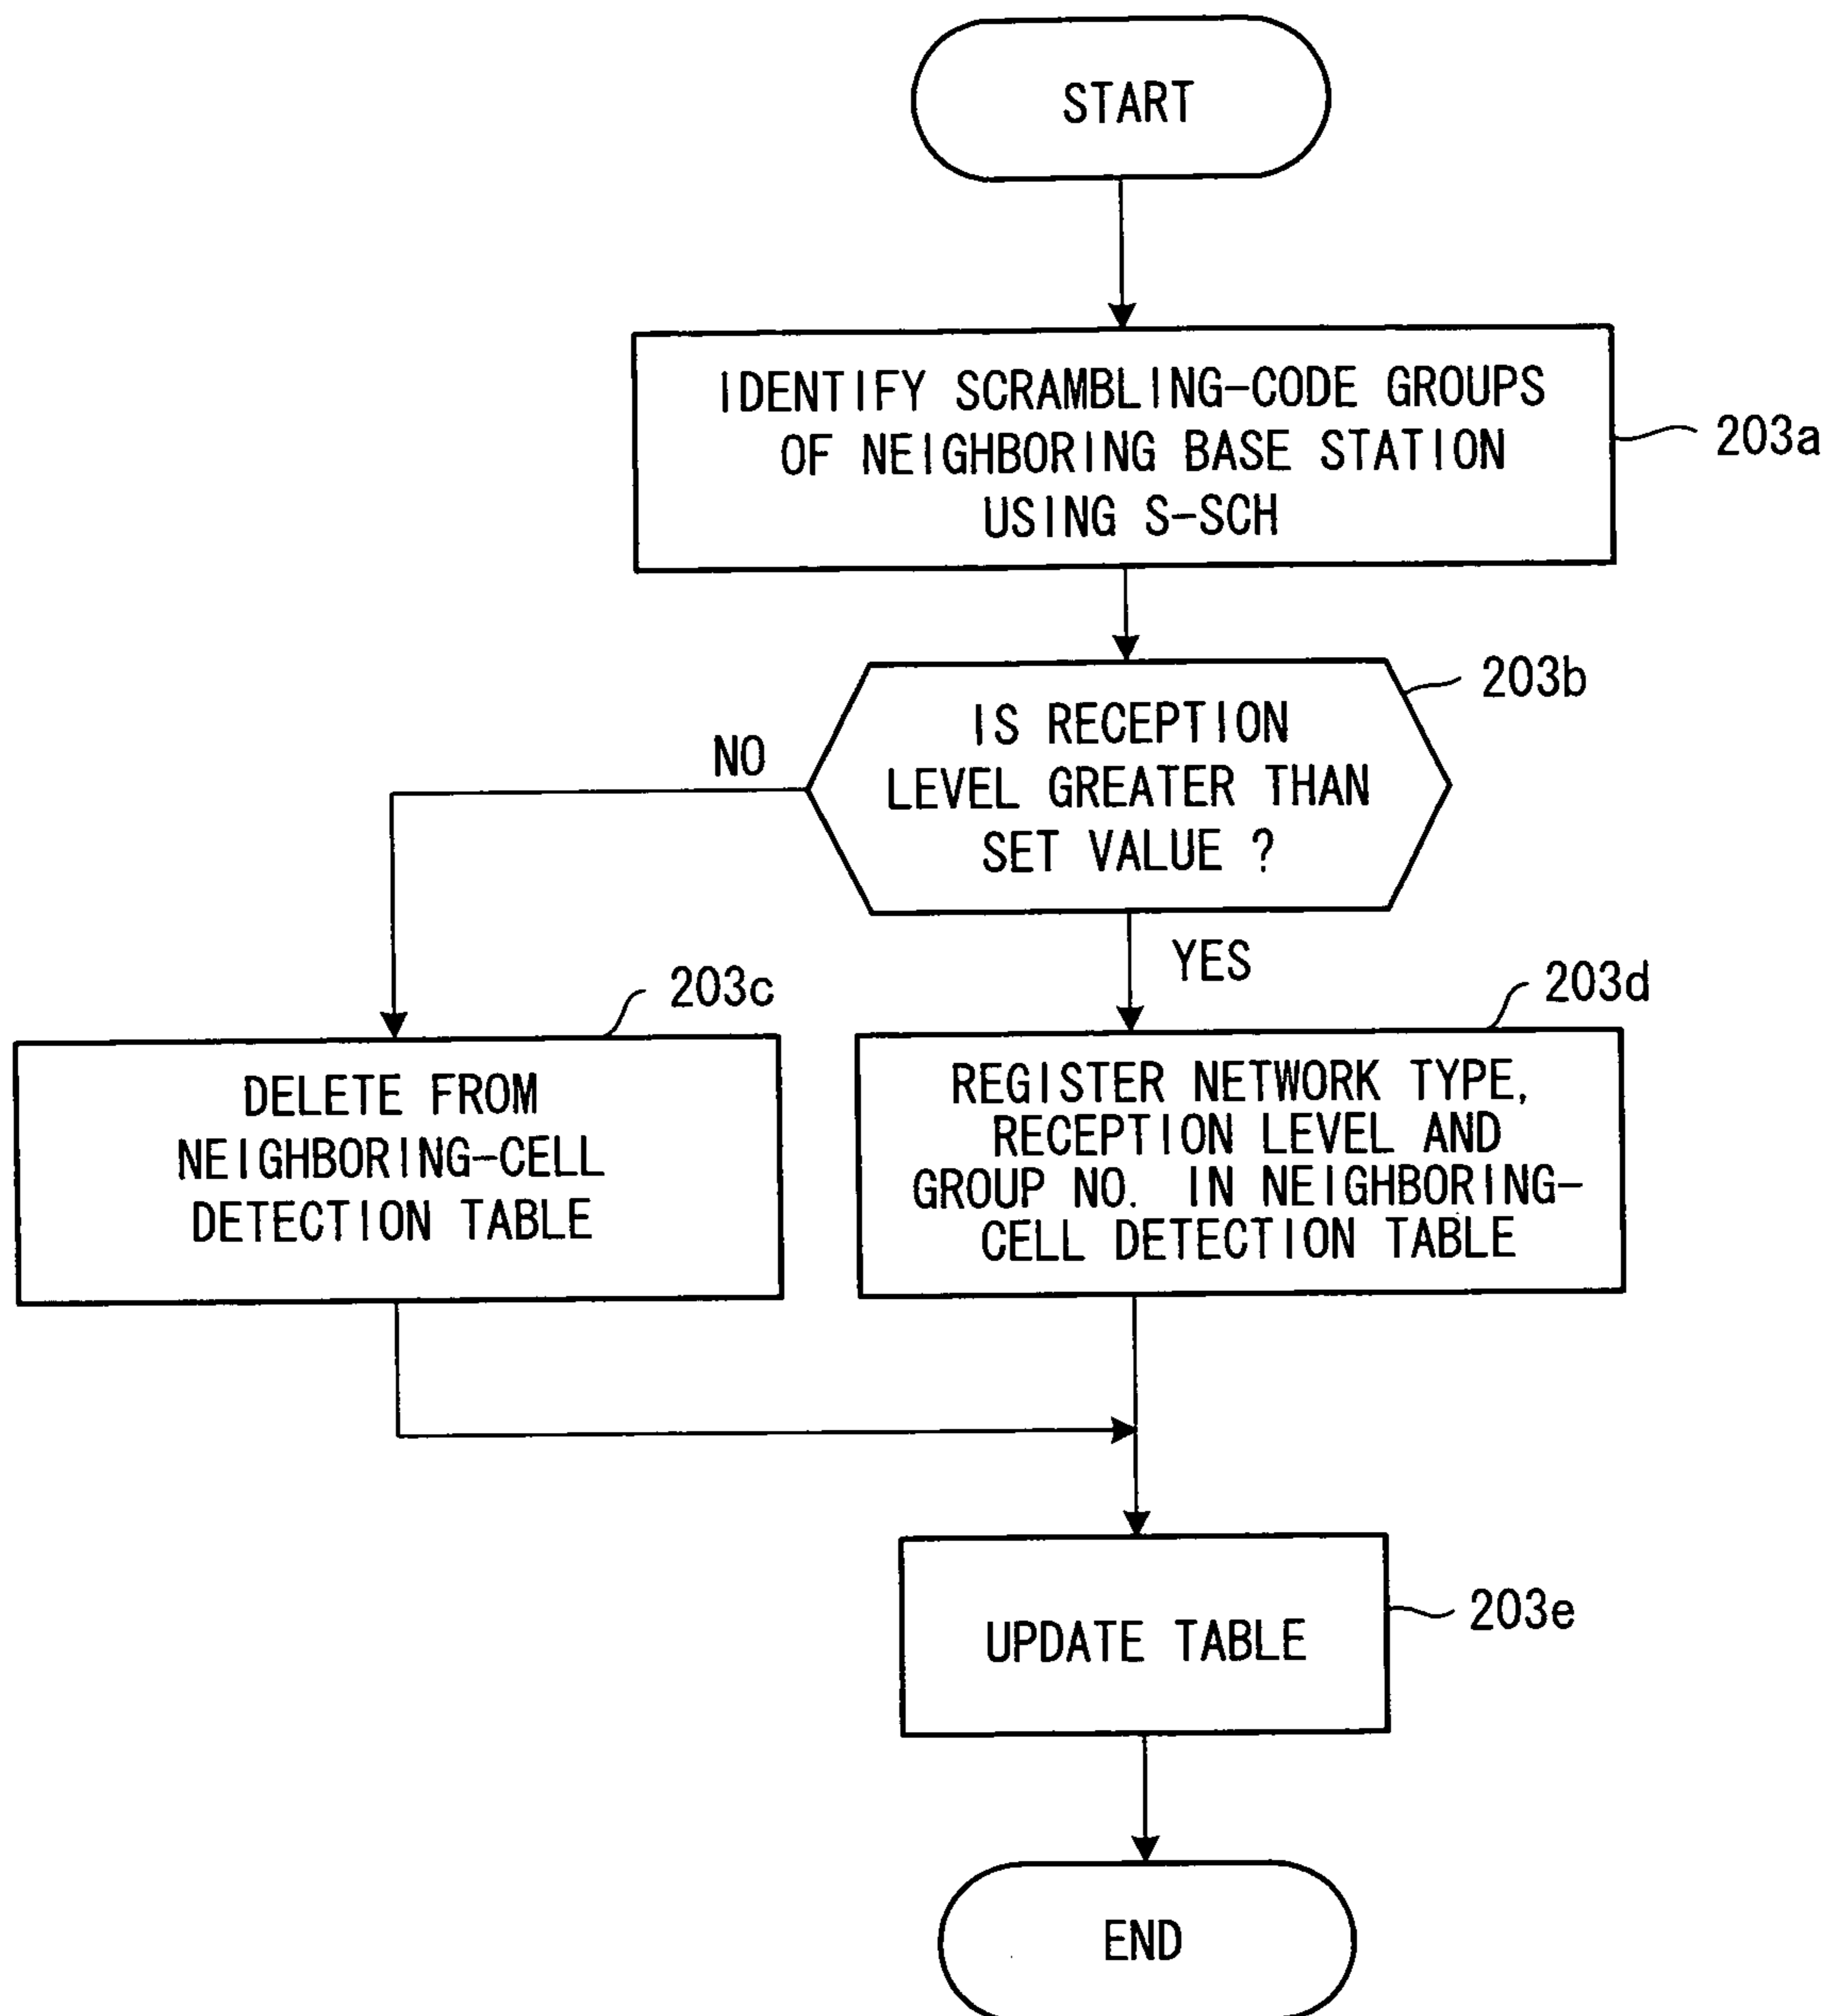 START
IDENTIFY SCRAMBLING-CODE GROUPS
OF NEIGHBORING BASE STATION
USING S-SCH
203a
203b
IS RECEPTION
LEVEL GREATER THAN
SET VALUE ?
NO
YES
203c
DELETE FROM
NEIGHBORING-CELL
DETECTION TABLE
203d
REGISTER NETWORK TYPE,
RECEPTION LEVEL AND
GROUP NO. IN NEIGHBORING-
CELL DETECTION TABLE
UPDATE TABLE
203e
END